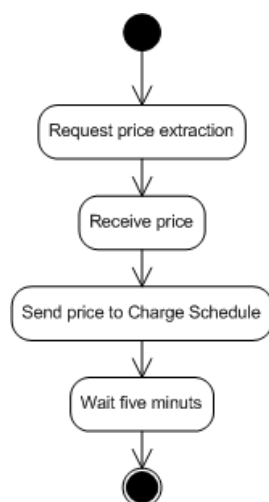 Request price extraction
Receive price
Send price to Charge Schedule
Wait five minuts